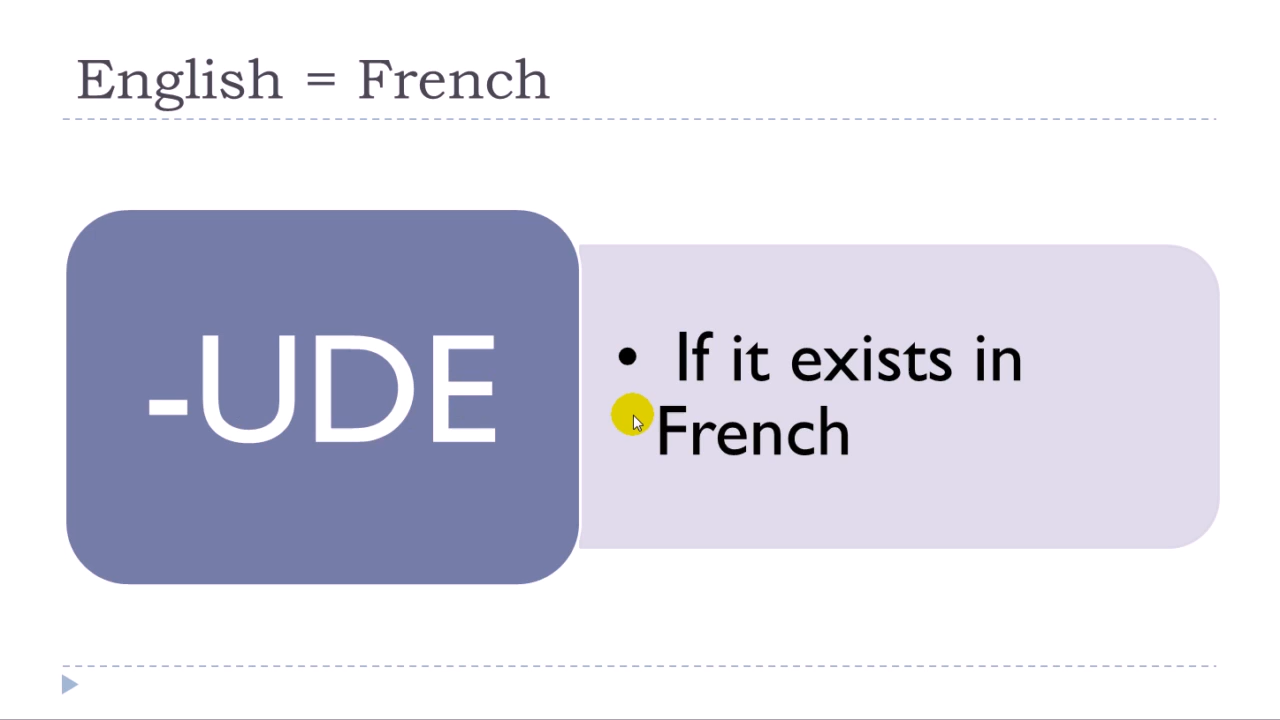 English = French
-UDE
• If it exists in
French